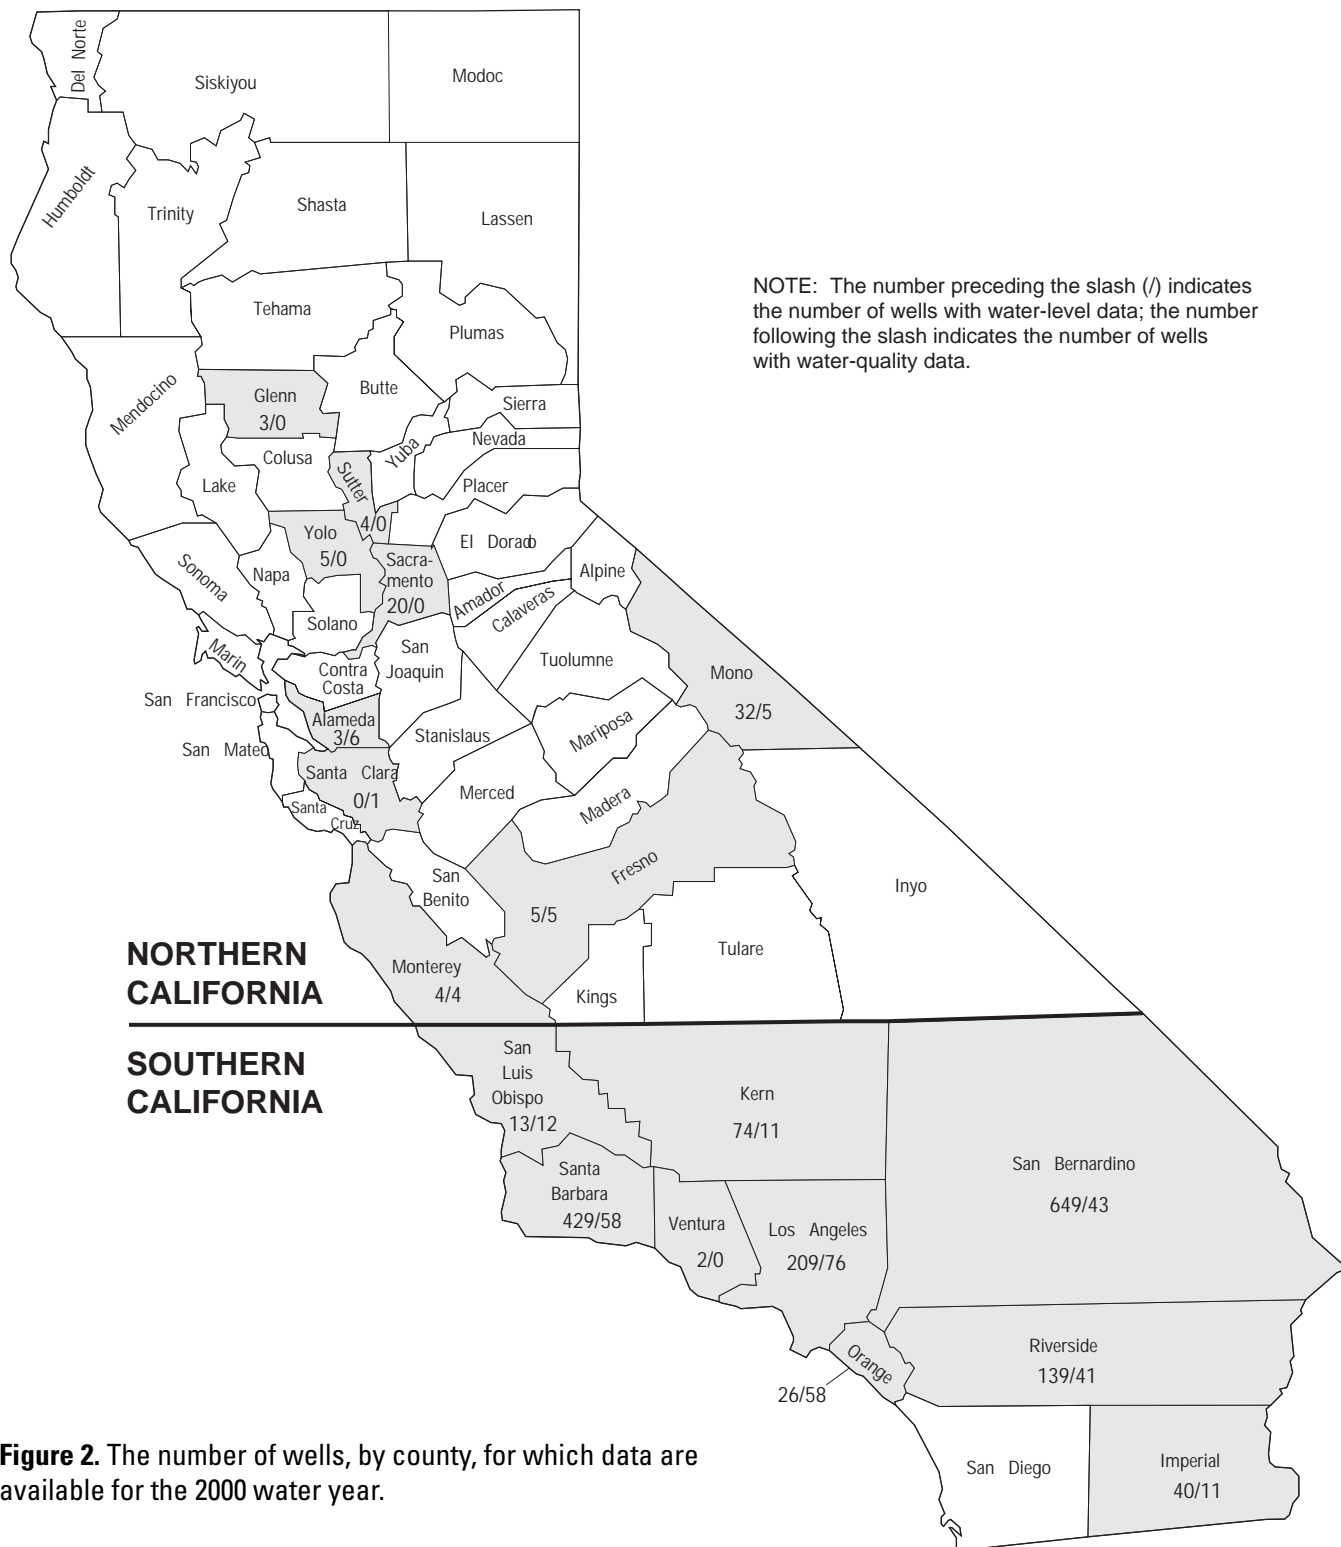 Del Norte
Siskiyou
Modoc
Humboldt
Trinity
Shasta
Lassen
NOTE: The number preceding the slash (/) indicates
the number of wells with water-level data; the number
following the slash indicates the number of wells
with water-quality data.
Tehama
Plumas
Mendocino
Glenn
3/0
Butte
Sierra
Colusa
Sutter
4/0
Yuba
Nevada
Lake
Placer
Yolo
5/0
El Dorado
Sonoma
Napa
Sacra-
mento
20/0
Amador
Alpine
Calaveras
Solano
Marin
Contra
Costa
San
Joaquin
Tuolumne
Mono
32/5
San Francisco
Alameda
3/6
Stanislaus
Mariposa
San Mateo
Santa Clara
0/1
Merced
Madera
Santa
Cruz
San
Benito
Fresno
5/5
Inyo
Tulare
NORTHERN
CALIFORNIA
Monterey
4/4
Kings
SOUTHERN
CALIFORNIA
San
Luis
Obispo
13/12
Kern
74/11
San Bernardino
649/43
Santa
Barbara
429/58
Ventura
2/0
Los Angeles
209/76
Riverside
139/41
Orange
26/58
San Diego
Imperial
40/11
Figure 2. The number of wells, by county, for which data are
available for the 2000 water year.